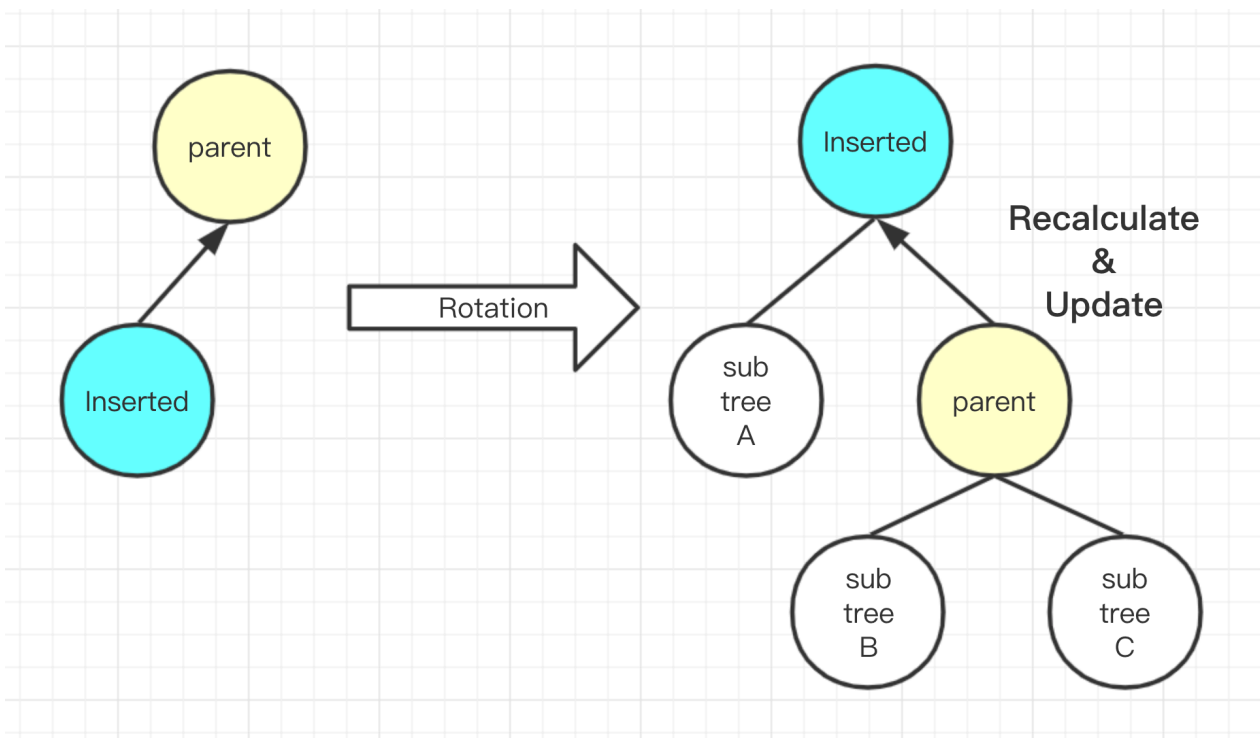 parent
Inserted
Rotation
Inserted
Recalculate
&
Update
sub
tree
A
parent
sub
tree
B
sub
tree
C